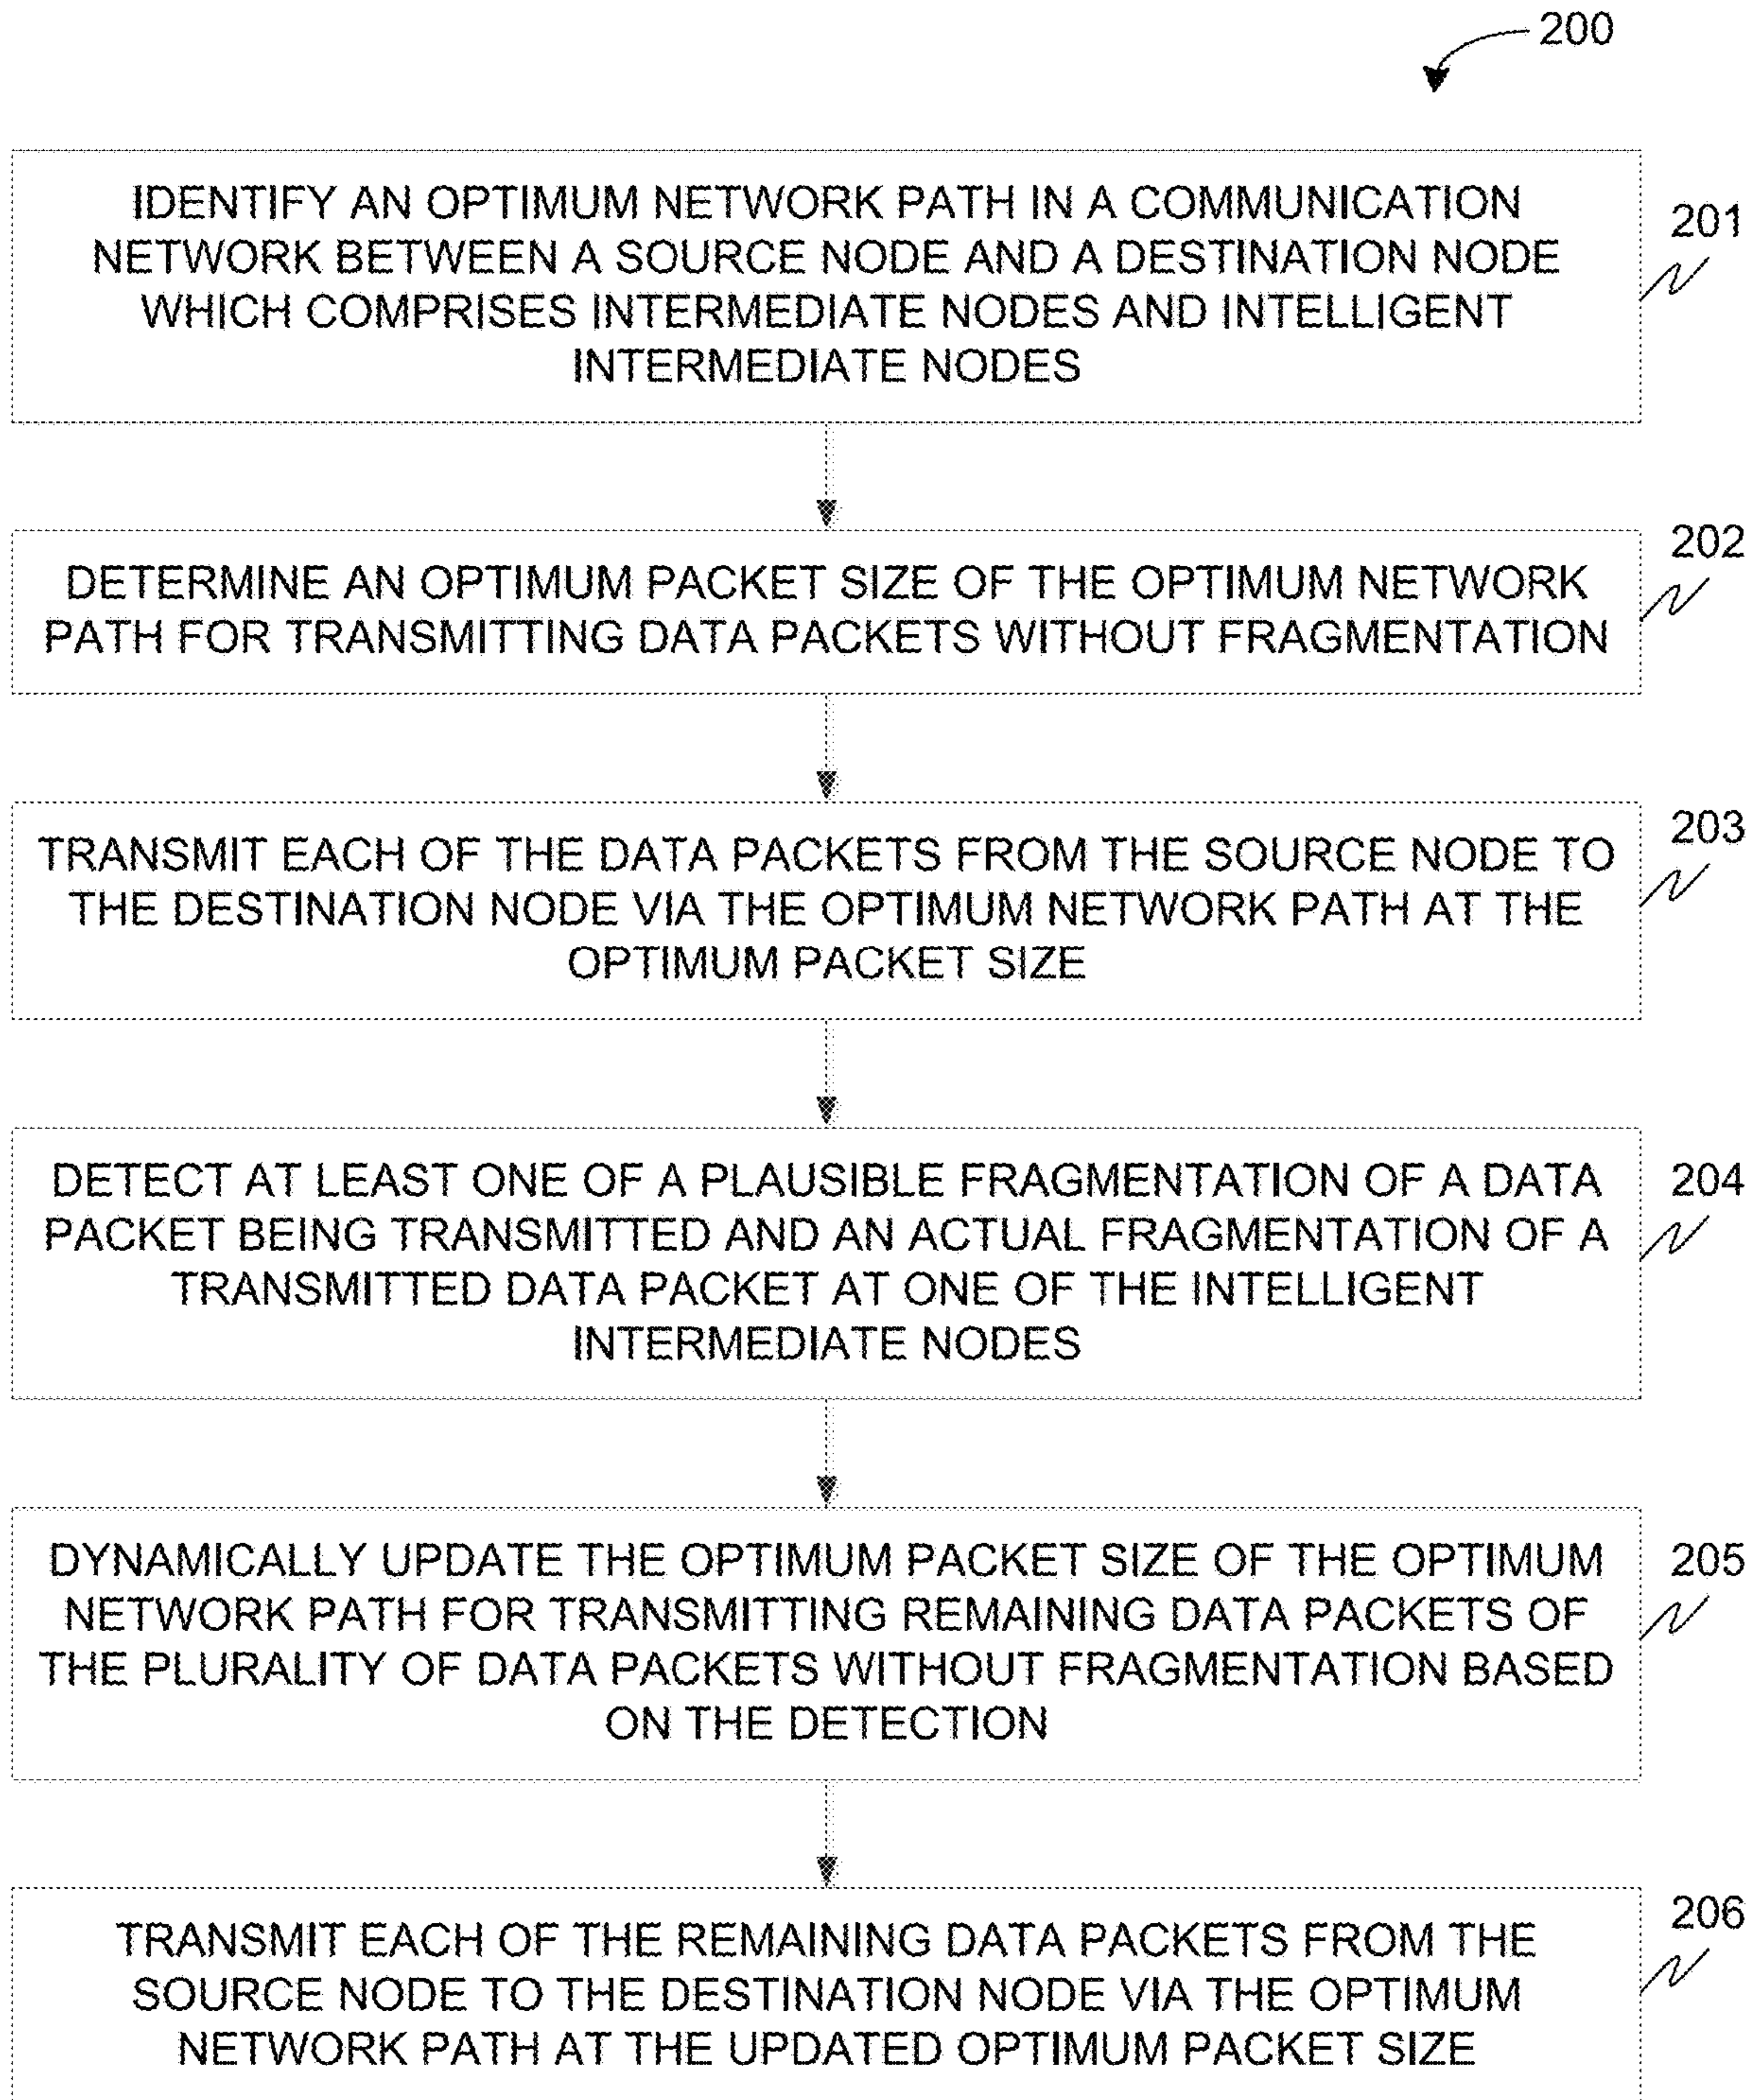 200
IDENTIFY AN OPTIMUM NETWORK PATH IN A COMMUNICATION
NETWORK BETWEEN A SOURCE NODE AND A DESTINATION NODE
WHICH COMPRISES INTERMEDIATE NODES AND INTELLIGENT
INTERMEDIATE NODES
201
DETERMINE AN OPTIMUM PACKET SIZE OF THE OPTIMUM NETWORK
PATH FOR TRANSMITTING DATA PACKETS WITHOUT FRAGMENTATION
202
TRANSMIT EACH OF THE DATA PACKETS FROM THE SOURCE NODE TO
THE DESTINATION NODE VIA THE OPTIMUM NETWORK PATH AT THE
OPTIMUM PACKET SIZE
203
DETECT AT LEAST ONE OF A PLAUSIBLE FRAGMENTATION OF A DATA
PACKET BEING TRANSMITTED AND AN ACTUAL FRAGMENTATION OF A
TRANSMITTED DATA PACKET AT ONE OF THE INTELLIGENT
INTERMEDIATE NODES
204
DYNAMICALLY UPDATE THE OPTIMUM PACKET SIZE OF THE OPTIMUM
NETWORK PATH FOR TRANSMITTING REMAINING DATA PACKETS OF
THE PLURALITY OF DATA PACKETS WITHOUT FRAGMENTATION BASED
ON THE DETECTION
205
TRANSMIT EACH OF THE REMAINING DATA PACKETS FROM THE
SOURCE NODE TO THE DESTINATION NODE VIA THE OPTIMUM
NETWORK PATH AT THE UPDATED OPTIMUM PACKET SIZE
206